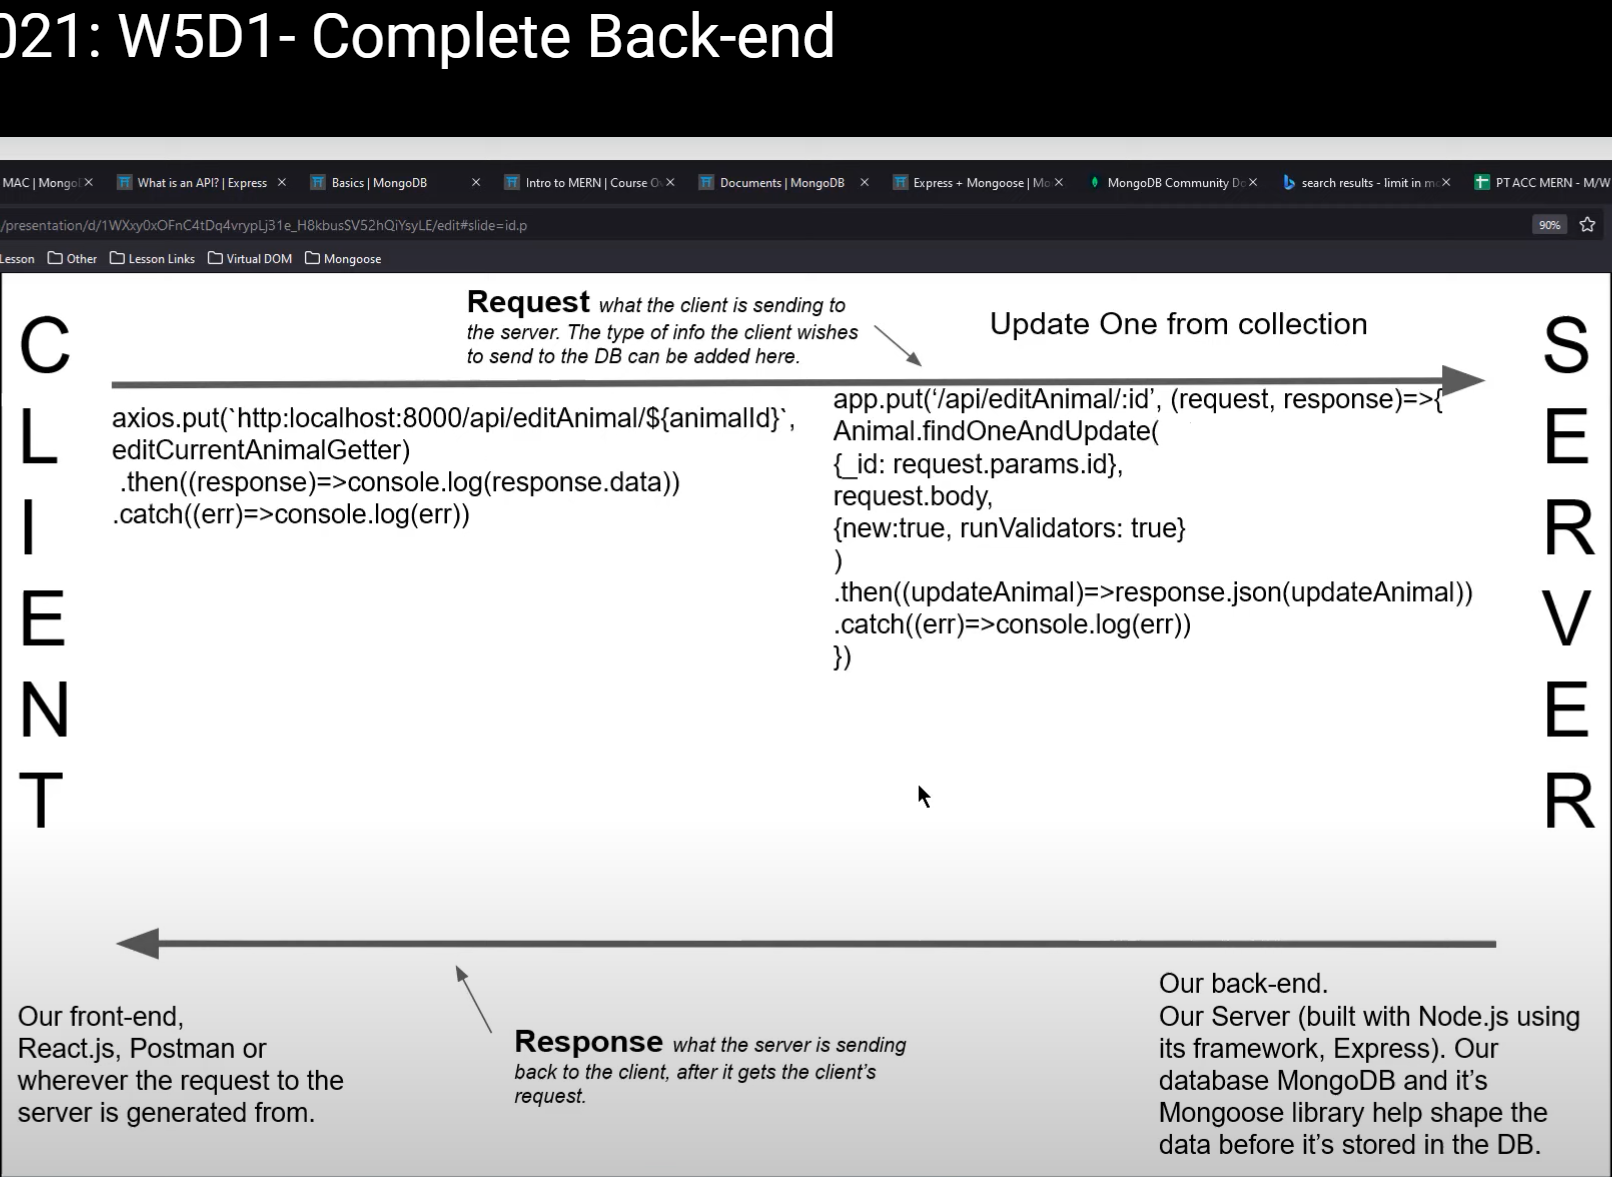 021: W5D1- Complete Back-end
MAC | Mongo
What is an API? | Express
Basics | MongoDB
Intro to MERN | Course O
Documents | MongoDB
Express + Mongoose | Mo
MongoDB Community Do
search results - limit in mo
PT ACC MERN - M/W
/presentation/d/1WXxy0xOFnC4tDq4vrypLj31e_H8kbusSV52hQiYsyLE/edit#slide=id.p
90%
Lesson
Other
Lesson Links
Virtual DOM
Mongoose
Request what the client is sending to
the server. The type of info the client wishes
to send to the DB can be added here.
Update One from collection
CLIENT
axios.put(`http:localhost:8000/api/editAnimal/${animalId}`,
editCurrentAnimalGetter)
.then((response)=>console.log(response.data))
.catch((err)=>console.log(err))
app.put(‘/api/editAnimal/:id’, (request, response)=>{
Animal.findOneAndUpdate(
{_id: request.params.id},
request.body,
{new:true, runValidators: true}
)
.then((updateAnimal)=>response.json(updateAnimal))
.catch((err)=>console.log(err))
})
SERVER
Our front-end,
React.js, Postman or
wherever the request to the
server is generated from.
Response what the server is sending
back to the client, after it gets the client’s
request.
Our back-end.
Our Server (built with Node.js using
its framework, Express). Our
database MongoDB and it’s
Mongoose library help shape the
data before it’s stored in the DB.